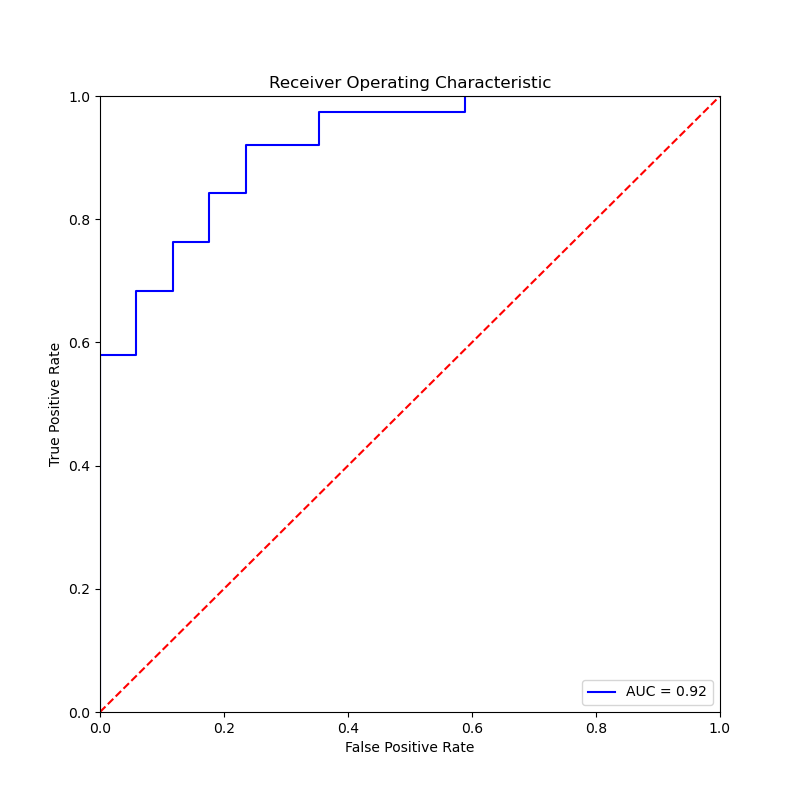 Receiver Operating Characteristic
True Positive Rate
1.0
0.8
0.6
0.4
0.2
0.0
AUC = 0.92
0.0 0.2 0.4 0.6 0.8 1.0
False Positive Rate